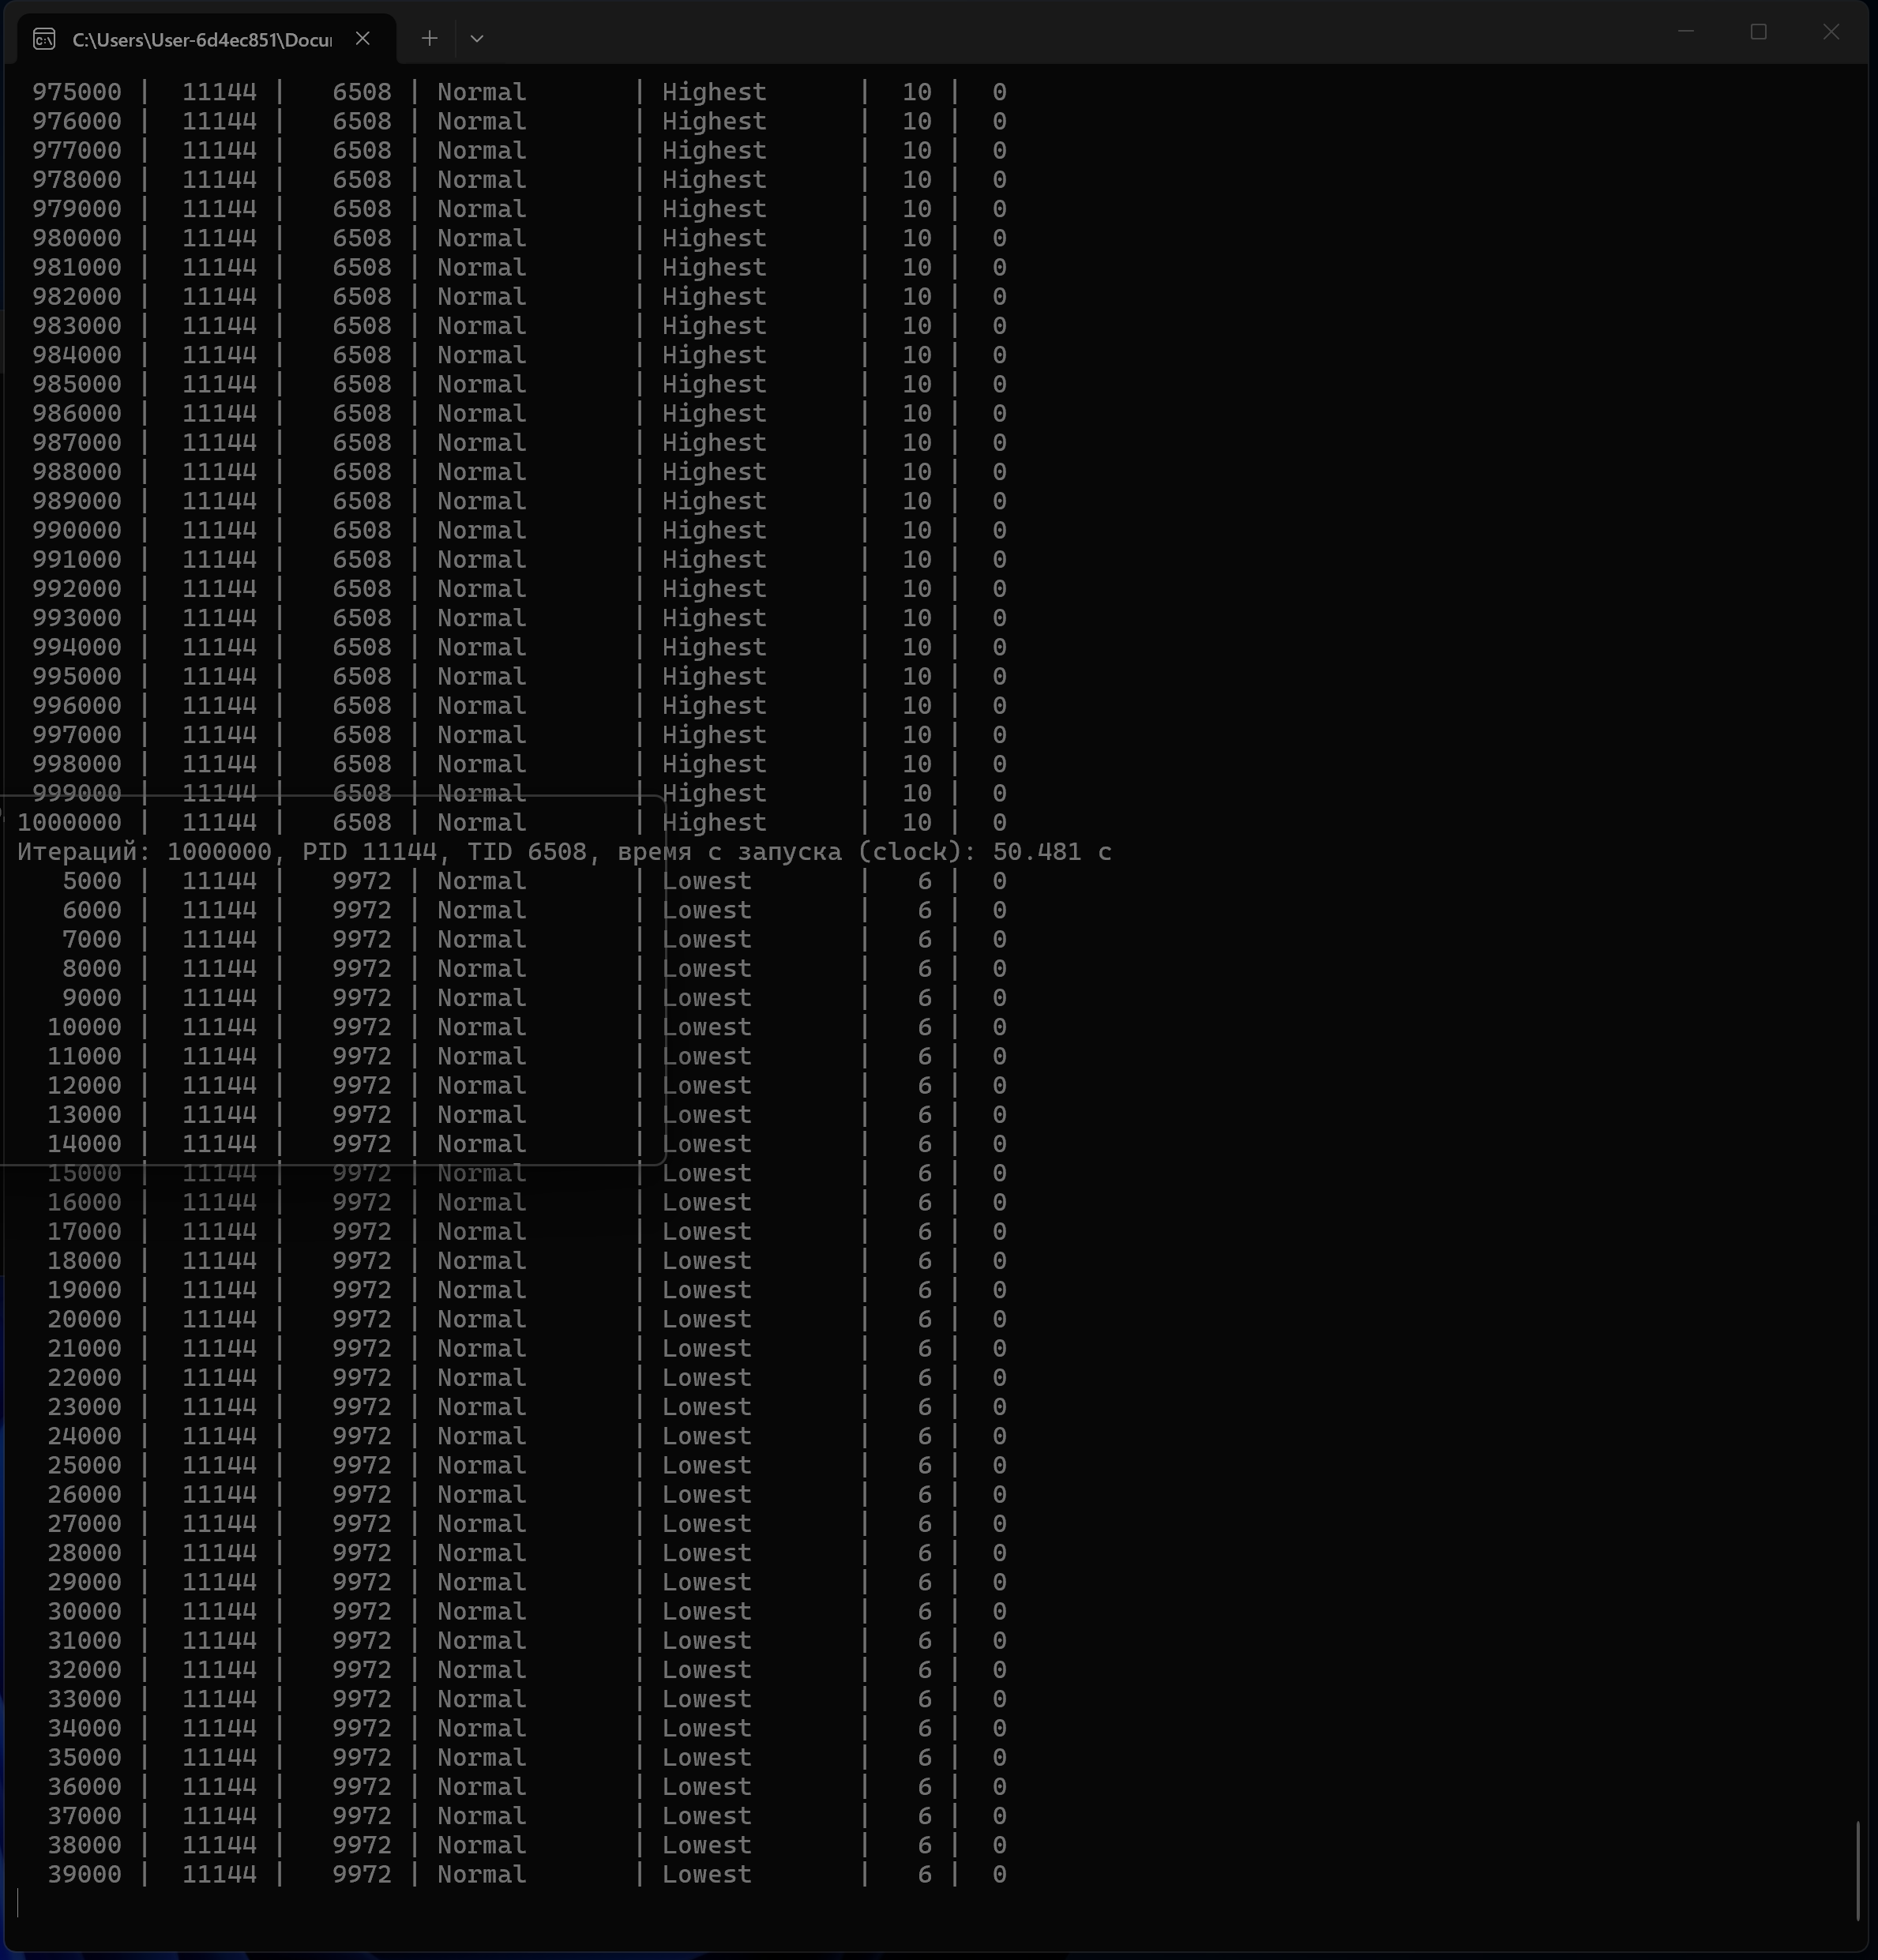 C:\Users\User-6d4ec851\Docu
975000 | 11144 | 6508 | Normal | Highest | 10 | 0
976000 | 11144 | 6508 | Normal | Highest | 10 | 0
977000 | 11144 | 6508 | Normal | Highest | 10 | 0
978000 | 11144 | 6508 | Normal | Highest | 10 | 0
979000 | 11144 | 6508 | Normal | Highest | 10 | 0
980000 | 11144 | 6508 | Normal | Highest | 10 | 0
981000 | 11144 | 6508 | Normal | Highest | 10 | 0
982000 | 11144 | 6508 | Normal | Highest | 10 | 0
983000 | 11144 | 6508 | Normal | Highest | 10 | 0
984000 | 11144 | 6508 | Normal | Highest | 10 | 0
985000 | 11144 | 6508 | Normal | Highest | 10 | 0
986000 | 11144 | 6508 | Normal | Highest | 10 | 0
987000 | 11144 | 6508 | Normal | Highest | 10 | 0
988000 | 11144 | 6508 | Normal | Highest | 10 | 0
989000 | 11144 | 6508 | Normal | Highest | 10 | 0
990000 | 11144 | 6508 | Normal | Highest | 10 | 0
991000 | 11144 | 6508 | Normal | Highest | 10 | 0
992000 | 11144 | 6508 | Normal | Highest | 10 | 0
993000 | 11144 | 6508 | Normal | Highest | 10 | 0
994000 | 11144 | 6508 | Normal | Highest | 10 | 0
995000 | 11144 | 6508 | Normal | Highest | 10 | 0
996000 | 11144 | 6508 | Normal | Highest | 10 | 0
997000 | 11144 | 6508 | Normal | Highest | 10 | 0
998000 | 11144 | 6508 | Normal | Highest | 10 | 0
999000 | 11144 | 6508 | Normal | Highest | 10 | 0
1000000 | 11144 | 6508 | Normal | Highest | 10 | 0
Итераций: 1000000, PID 11144, TID 6508, время с запуска (clock): 50.481 с
5000 | 11144 | 9972 | Normal | Lowest | 6 | 0
6000 | 11144 | 9972 | Normal | Lowest | 6 | 0
7000 | 11144 | 9972 | Normal | Lowest | 6 | 0
8000 | 11144 | 9972 | Normal | Lowest | 6 | 0
9000 | 11144 | 9972 | Normal | Lowest | 6 | 0
10000 | 11144 | 9972 | Normal | Lowest | 6 | 0
11000 | 11144 | 9972 | Normal | Lowest | 6 | 0
12000 | 11144 | 9972 | Normal | Lowest | 6 | 0
13000 | 11144 | 9972 | Normal | Lowest | 6 | 0
14000 | 11144 | 9972 | Normal | Lowest | 6 | 0
15000 | 11144 | 9972 | Normal | Lowest | 6 | 0
16000 | 11144 | 9972 | Normal | Lowest | 6 | 0
17000 | 11144 | 9972 | Normal | Lowest | 6 | 0
18000 | 11144 | 9972 | Normal | Lowest | 6 | 0
19000 | 11144 | 9972 | Normal | Lowest | 6 | 0
20000 | 11144 | 9972 | Normal | Lowest | 6 | 0
21000 | 11144 | 9972 | Normal | Lowest | 6 | 0
22000 | 11144 | 9972 | Normal | Lowest | 6 | 0
23000 | 11144 | 9972 | Normal | Lowest | 6 | 0
24000 | 11144 | 9972 | Normal | Lowest | 6 | 0
25000 | 11144 | 9972 | Normal | Lowest | 6 | 0
26000 | 11144 | 9972 | Normal | Lowest | 6 | 0
27000 | 11144 | 9972 | Normal | Lowest | 6 | 0
28000 | 11144 | 9972 | Normal | Lowest | 6 | 0
29000 | 11144 | 9972 | Normal | Lowest | 6 | 0
30000 | 11144 | 9972 | Normal | Lowest | 6 | 0
31000 | 11144 | 9972 | Normal | Lowest | 6 | 0
32000 | 11144 | 9972 | Normal | Lowest | 6 | 0
33000 | 11144 | 9972 | Normal | Lowest | 6 | 0
34000 | 11144 | 9972 | Normal | Lowest | 6 | 0
35000 | 11144 | 9972 | Normal | Lowest | 6 | 0
36000 | 11144 | 9972 | Normal | Lowest | 6 | 0
37000 | 11144 | 9972 | Normal | Lowest | 6 | 0
38000 | 11144 | 9972 | Normal | Lowest | 6 | 0
39000 | 11144 | 9972 | Normal | Lowest | 6 | 0